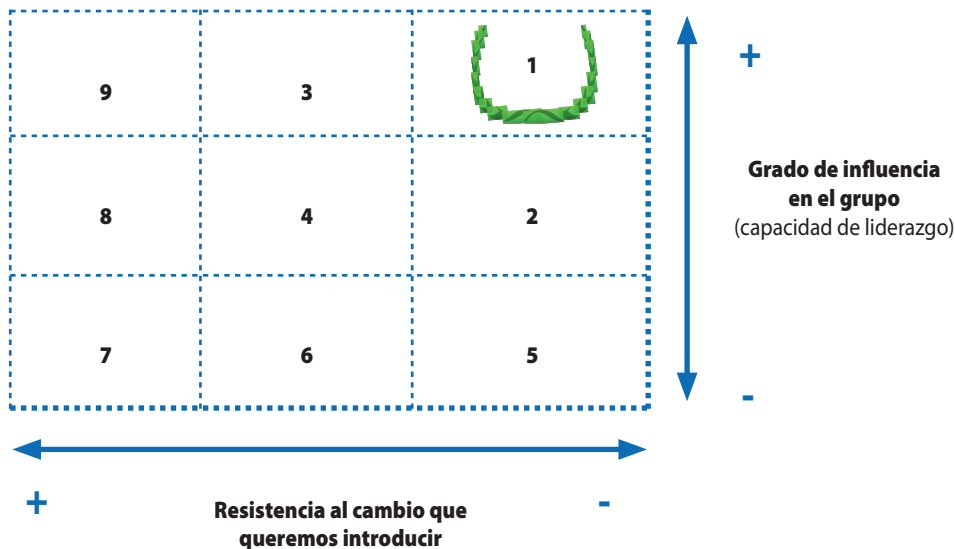 9 3 1
+
Grado de influencia
en el grupo
(capacidad de liderazgo)
8 4 2
7 6 5
-
+ -
Resistencia al cambio que
queremos introducir